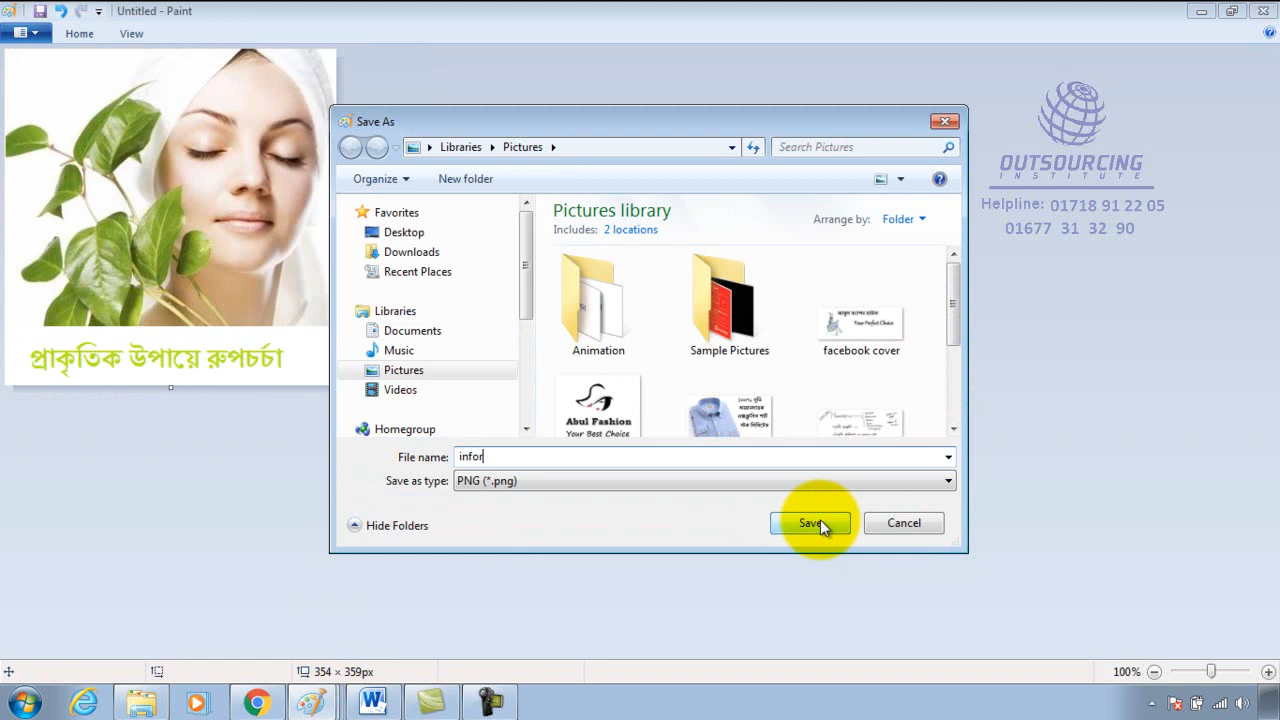 Untitled - Paint
Home
View
প্রাকৃতিক উপায়ে রুপচর্চা
Save As
Libraries
Pictures
Search Pictures
Organize
New folder
Favorites
Desktop
Downloads
Recent Places
Libraries
Documents
Music
Pictures
Videos
Homegroup
Pictures library
Includes: 2 locations
Arrange by: Folder
Animation
Sample Pictures
Your Perfect Choice
facebook cover
Abul Fashion
Your Best Choice
File name: infor
Save as type: PNG (*.png)
Hide Folders
Save
Cancel
OUTSOURCING
INSTITUTE
Helpline: 01718 91 22 05
01677 31 32 90
354 × 359px
100%